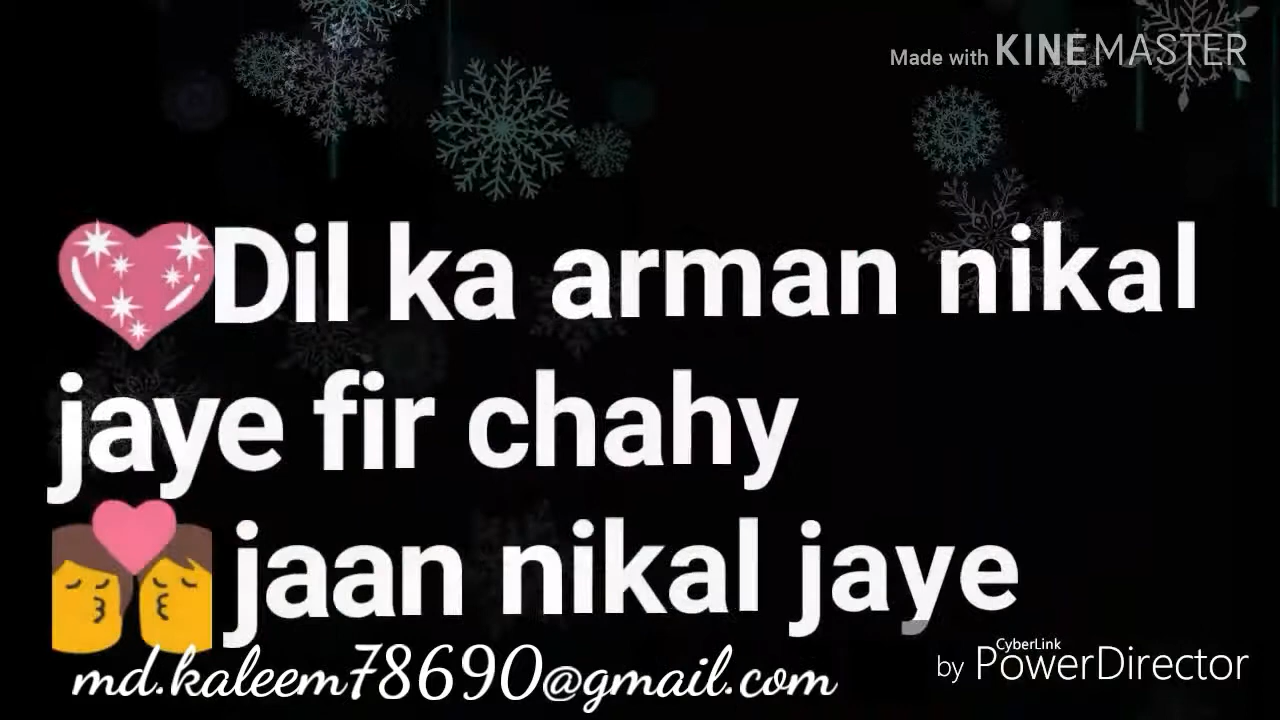 Made with KINEMASTER
💖Dil ka arman nikal
jaye fir chahy
💏 jaan nikal jaye
md.kaleem78690@gmail.com
CyberLink
by PowerDirector